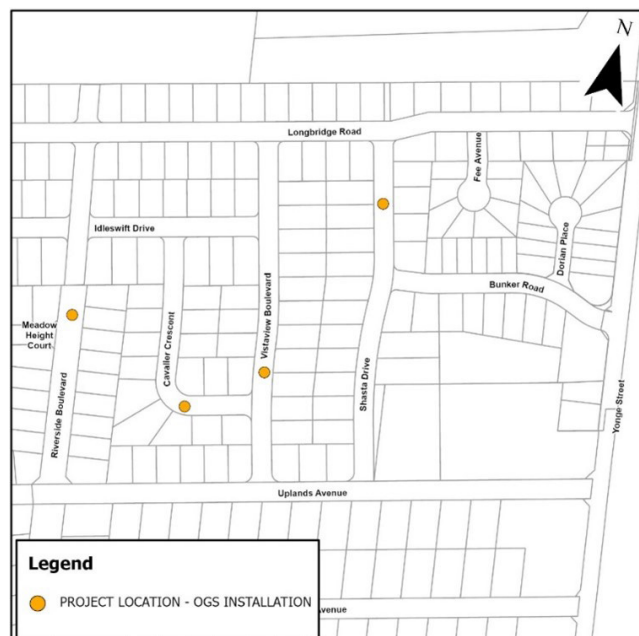 N
Longbridge Road
Fee Avenue
Idleswift Drive
Dorian Place
Bunker Road
Vistaview Boulevard
Meadow
Height
Court
Cavalier Crescent
Shasta Drive
Yonge Street
Riverside Boulevard
Uplands Avenue
Legend
PROJECT LOCATION - OGS INSTALLATION
Avenue